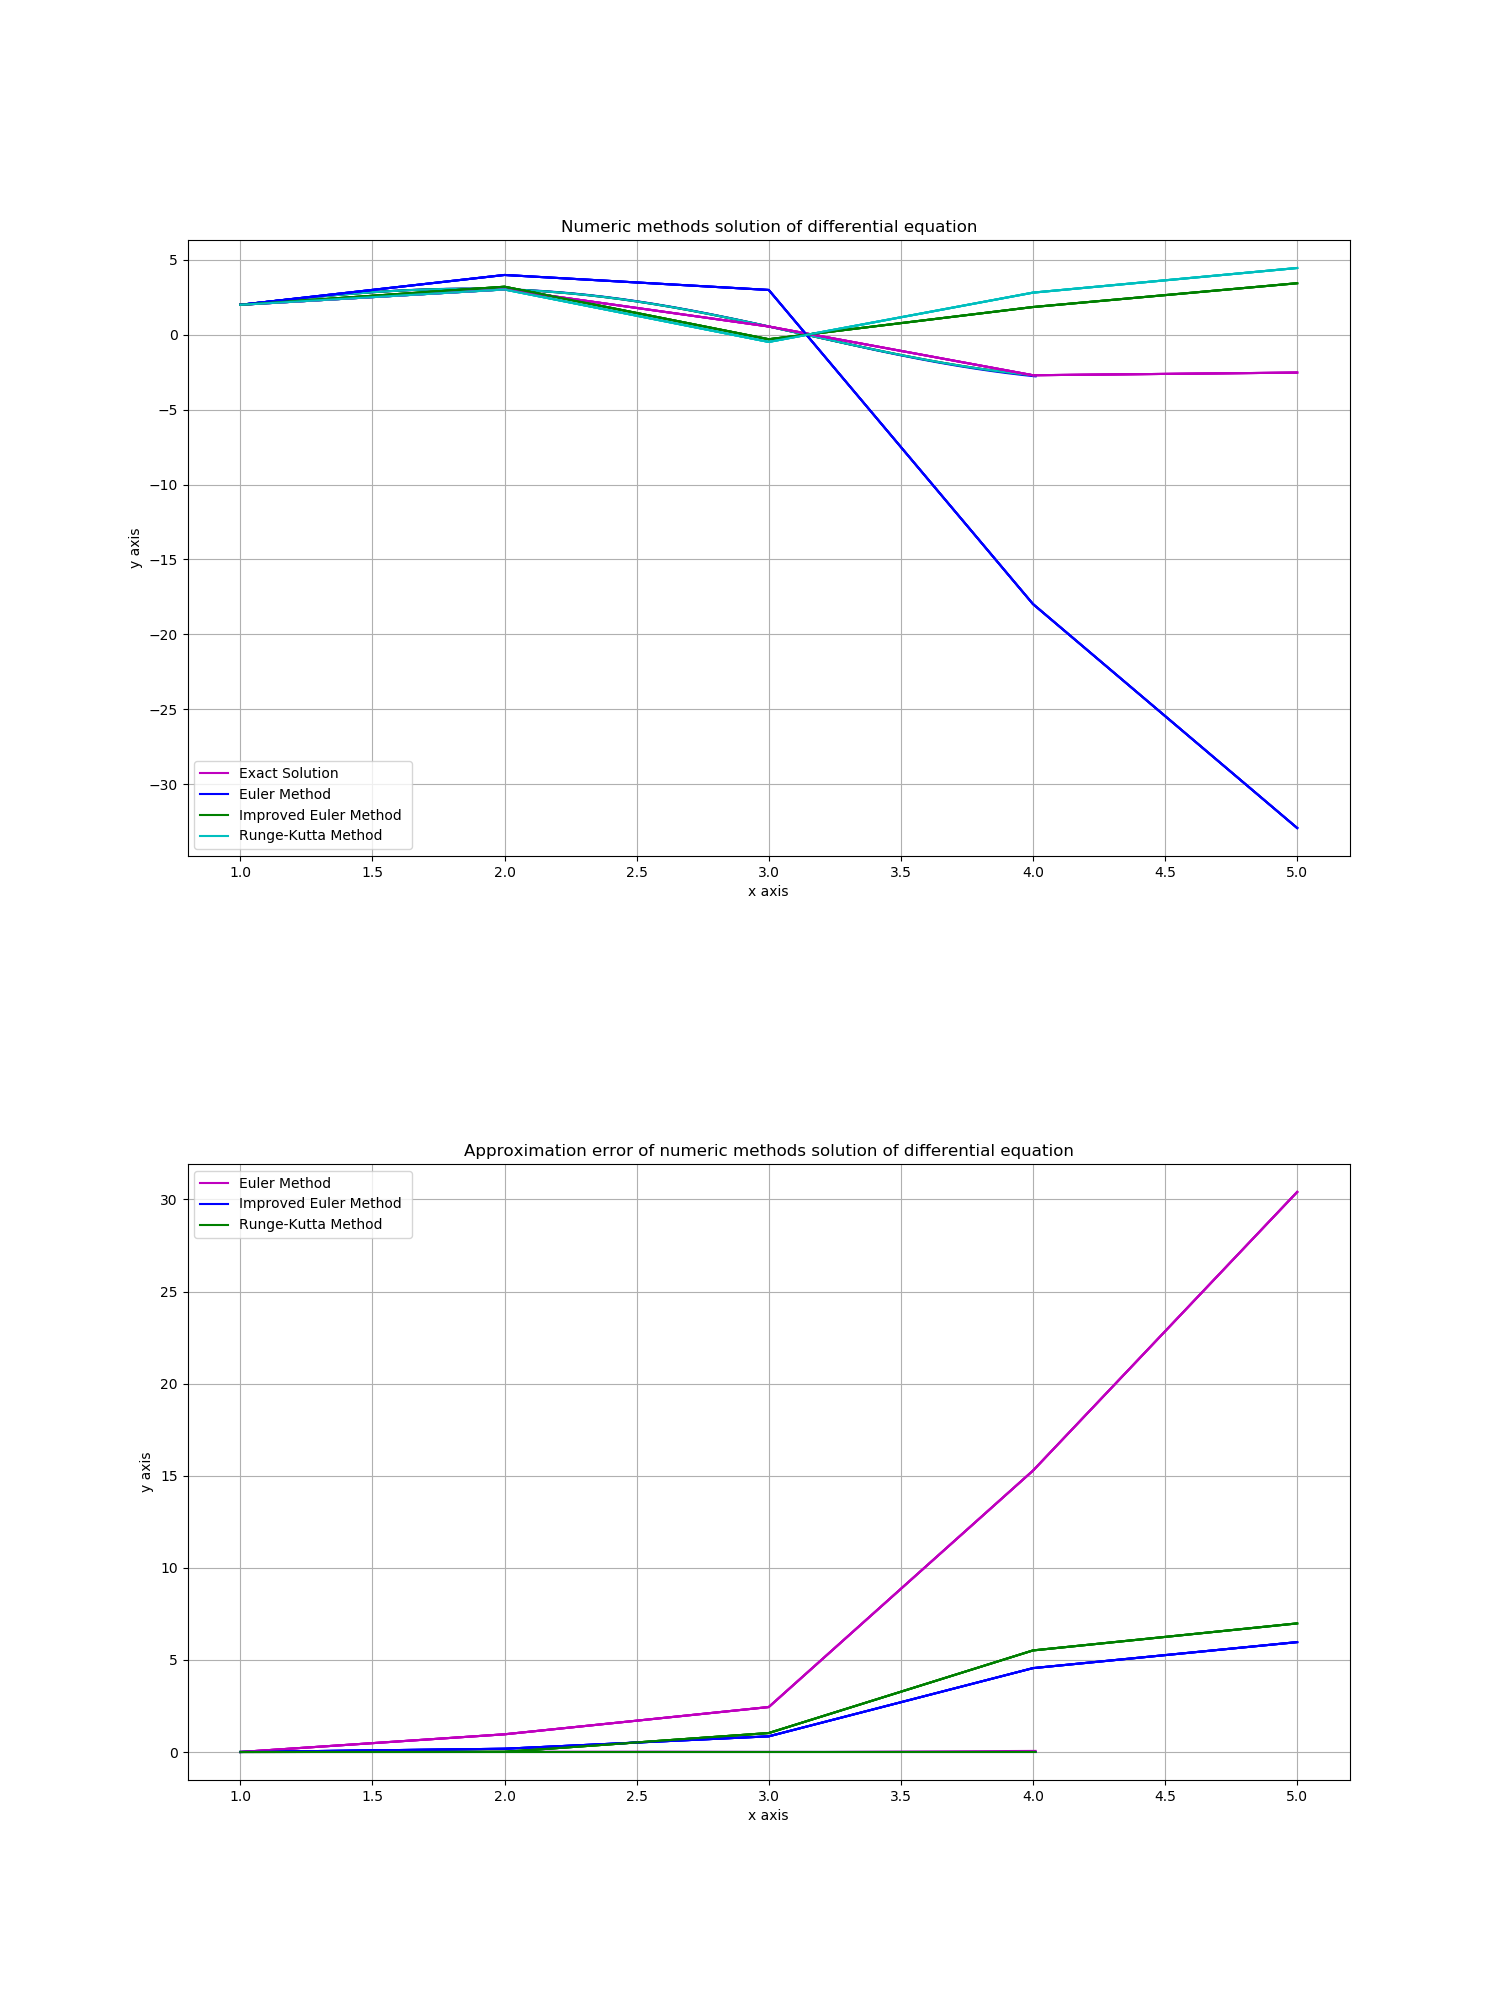 Numeric methods solution of differential equation
5
0
−5
−10
−15
−20
−25
−30
y axis
Exact Solution
Euler Method
Improved Euler Method
Runge-Kutta Method
1.0 1.5 2.0 2.5 3.0 3.5 4.0 4.5 5.0
x axis
Approximation error of numeric methods solution of differential equation
Euler Method
Improved Euler Method
Runge-Kutta Method
30
25
20
15
10
5
0
y axis
1.0 1.5 2.0 2.5 3.0 3.5 4.0 4.5 5.0
x axis